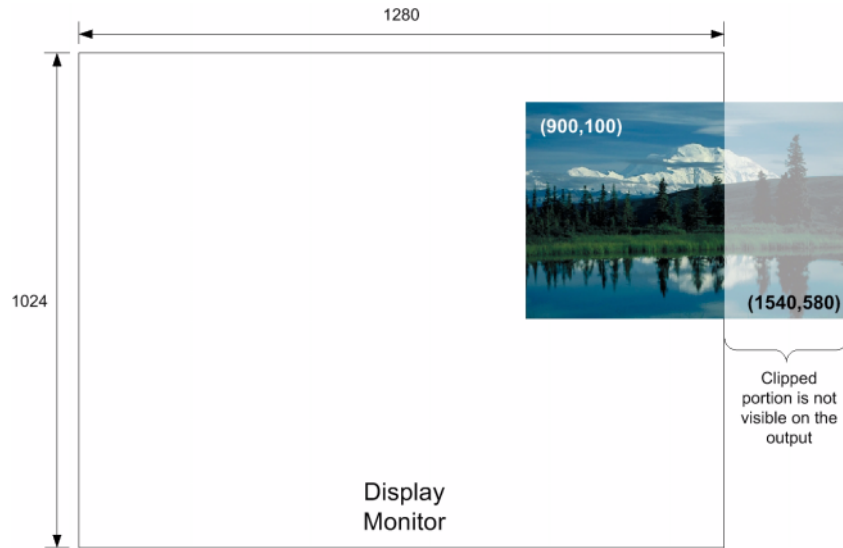 1280
(900,100)
1024
(1540,580)
Clipped
portion is not
visible on the
output
Display
Monitor